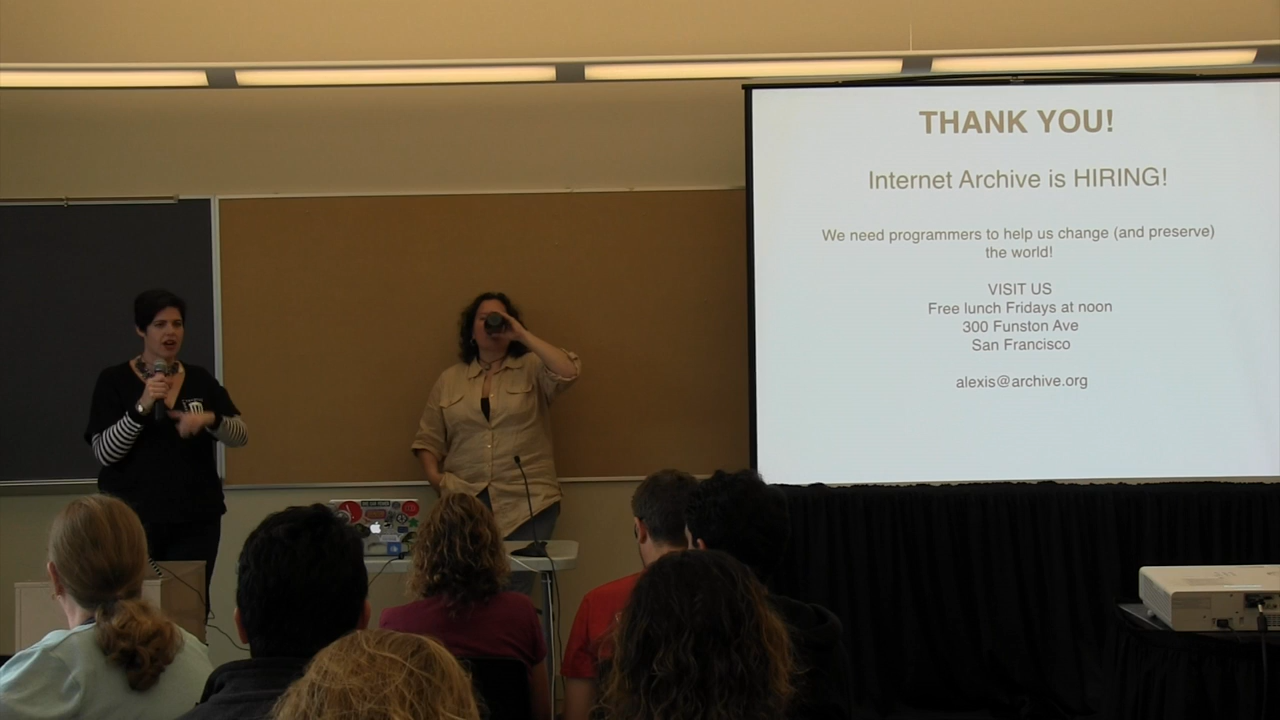 THANK YOU!
Internet Archive is HIRING!
We need programmers to help us change (and preserve)
the world!
VISIT US
Free lunch Fridays at noon
300 Funston Ave
San Francisco
alexis@archive.org